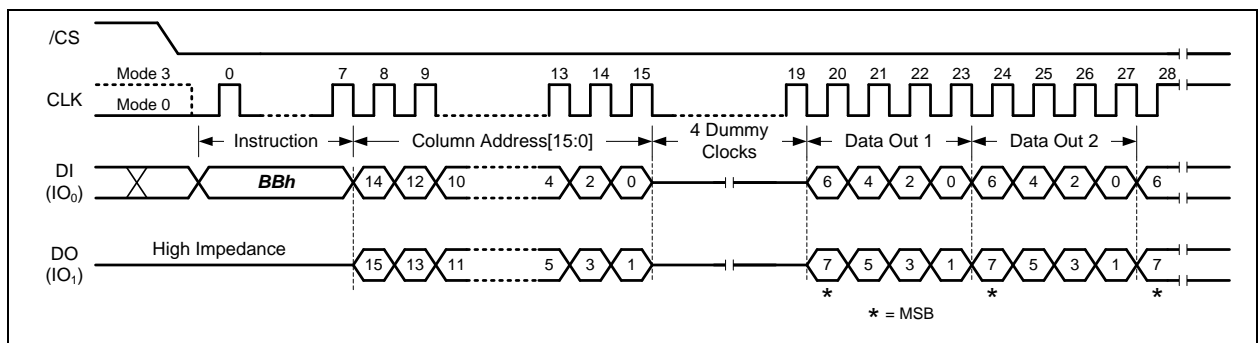 /CS
Mode 3 0 7 8 9 13 14 15 19 20 21 22 23 24 25 26 27 28
CLK
Mode 0
Instruction Column Address[15:0] 4 Dummy Clocks Data Out 1 Data Out 2
DI
(IO0)
BBh 14 12 10 4 2 0 6 4 2 0 6 4 2 0 6
DO
(IO1)
High Impedance 15 13 11 5 3 1 7 5 3 1 7 5 3 1 7
* * *
* = MSB